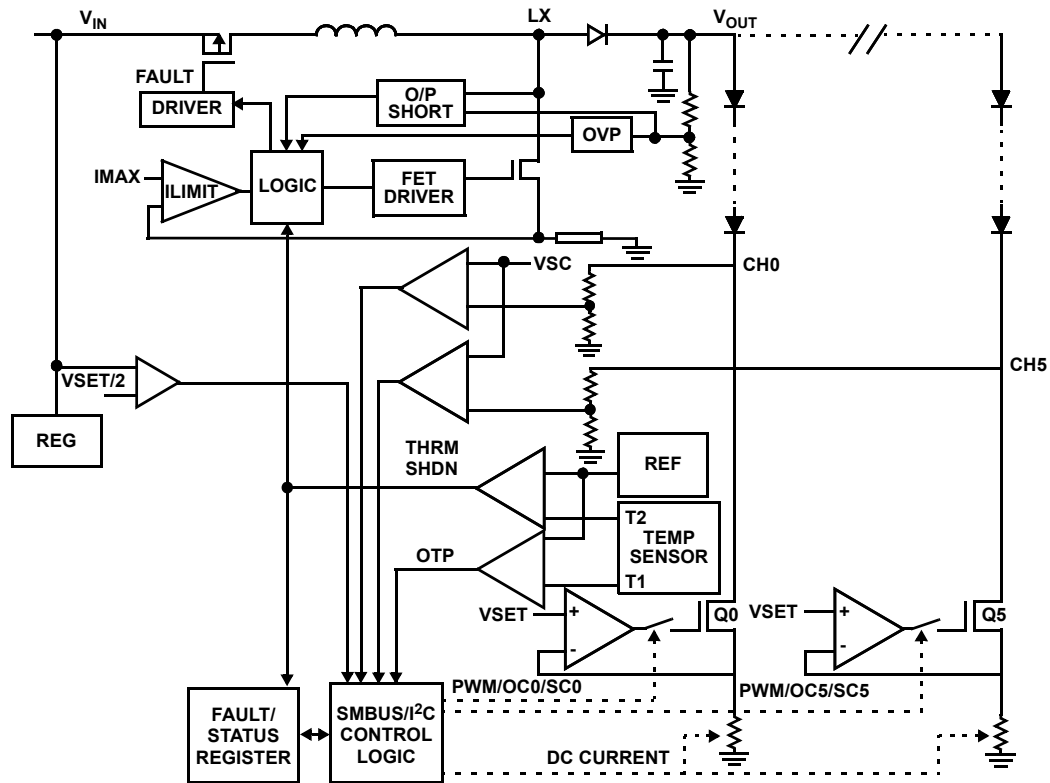 VIN
LX
VOUT
FAULT
DRIVER
O/P
SHORT
OVP
IMAX
ILIMIT
LOGIC
FET
DRIVER
VSC
CH0
CH5
VSET/2
REG
THRM
SHDN
REF
T2
TEMP
SENSOR
T1
OTP
VSET
+
-
Q0
VSET
+
-
Q5
PWM/OC0/SC0
PWM/OC5/SC5
FAULT/
STATUS
REGISTER
SMBUS/I²C
CONTROL
LOGIC
DC CURRENT